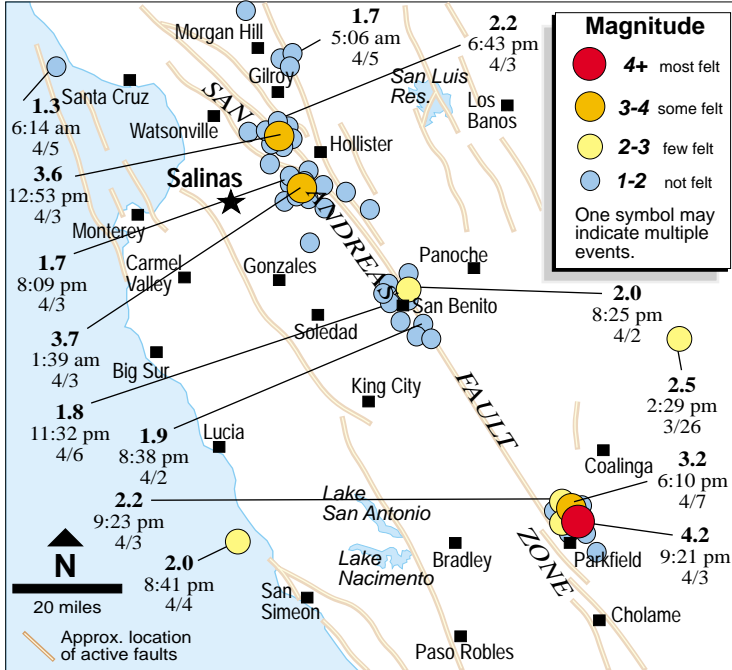 1.7
5:06 am
4/5
2.2
6:43 pm
4/3
Morgan Hill
Gilroy
San Luis
Res.
Los
Banos
Santa Cruz
Watsonville
1.3
6:14 am
4/5
Hollister
3.6
12:53 pm
4/3
Salinas
Monterey
SAN ANDREAS FAULT ZONE
Magnitude
4+ most felt
3-4 some felt
2-3 few felt
1-2 not felt
One symbol may
indicate multiple
events.
1.7
8:09 pm
4/3
Carmel
Valley
Gonzales
Panoche
San Benito
Soledad
2.0
8:25 pm
4/2
3.7
1:39 am
4/3
Big Sur
King City
2.5
2:29 pm
3/26
1.8
11:32 pm
4/6
1.9
8:38 pm
4/2
Lucia
Coalinga
3.2
6:10 pm
4/7
2.2
9:23 pm
4/3
Lake
San Antonio
4.2
9:21 pm
4/3
2.0
8:41 pm
4/4
Lake
Nacimento
Bradley
Parkfield
N
20 miles
San
Simeon
Cholame
Paso Robles
Approx. location
of active faults